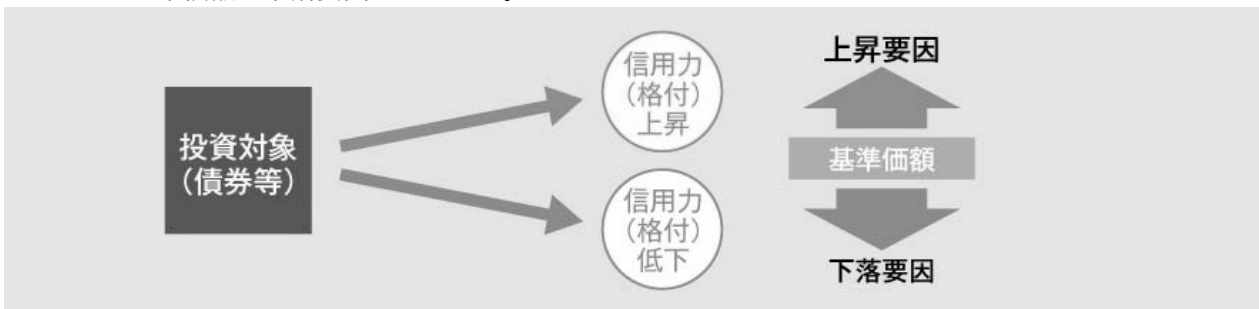 投資対象
（債券等）
信用力
（格付）
上昇
信用力
（格付）
低下
上昇要因
基準価額
下落要因